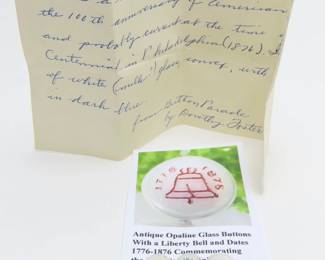 the 100th anniversary of American
and probably current at the time
Centennial in Philadelphia (1876).
of white (milk?) glass convex, with
in dark blue.
from Button Parade
by Dorothy Foster
1776 1876
Antique Opaline Glass Buttons
With a Liberty Bell and Dates
1776-1876 Commemorating